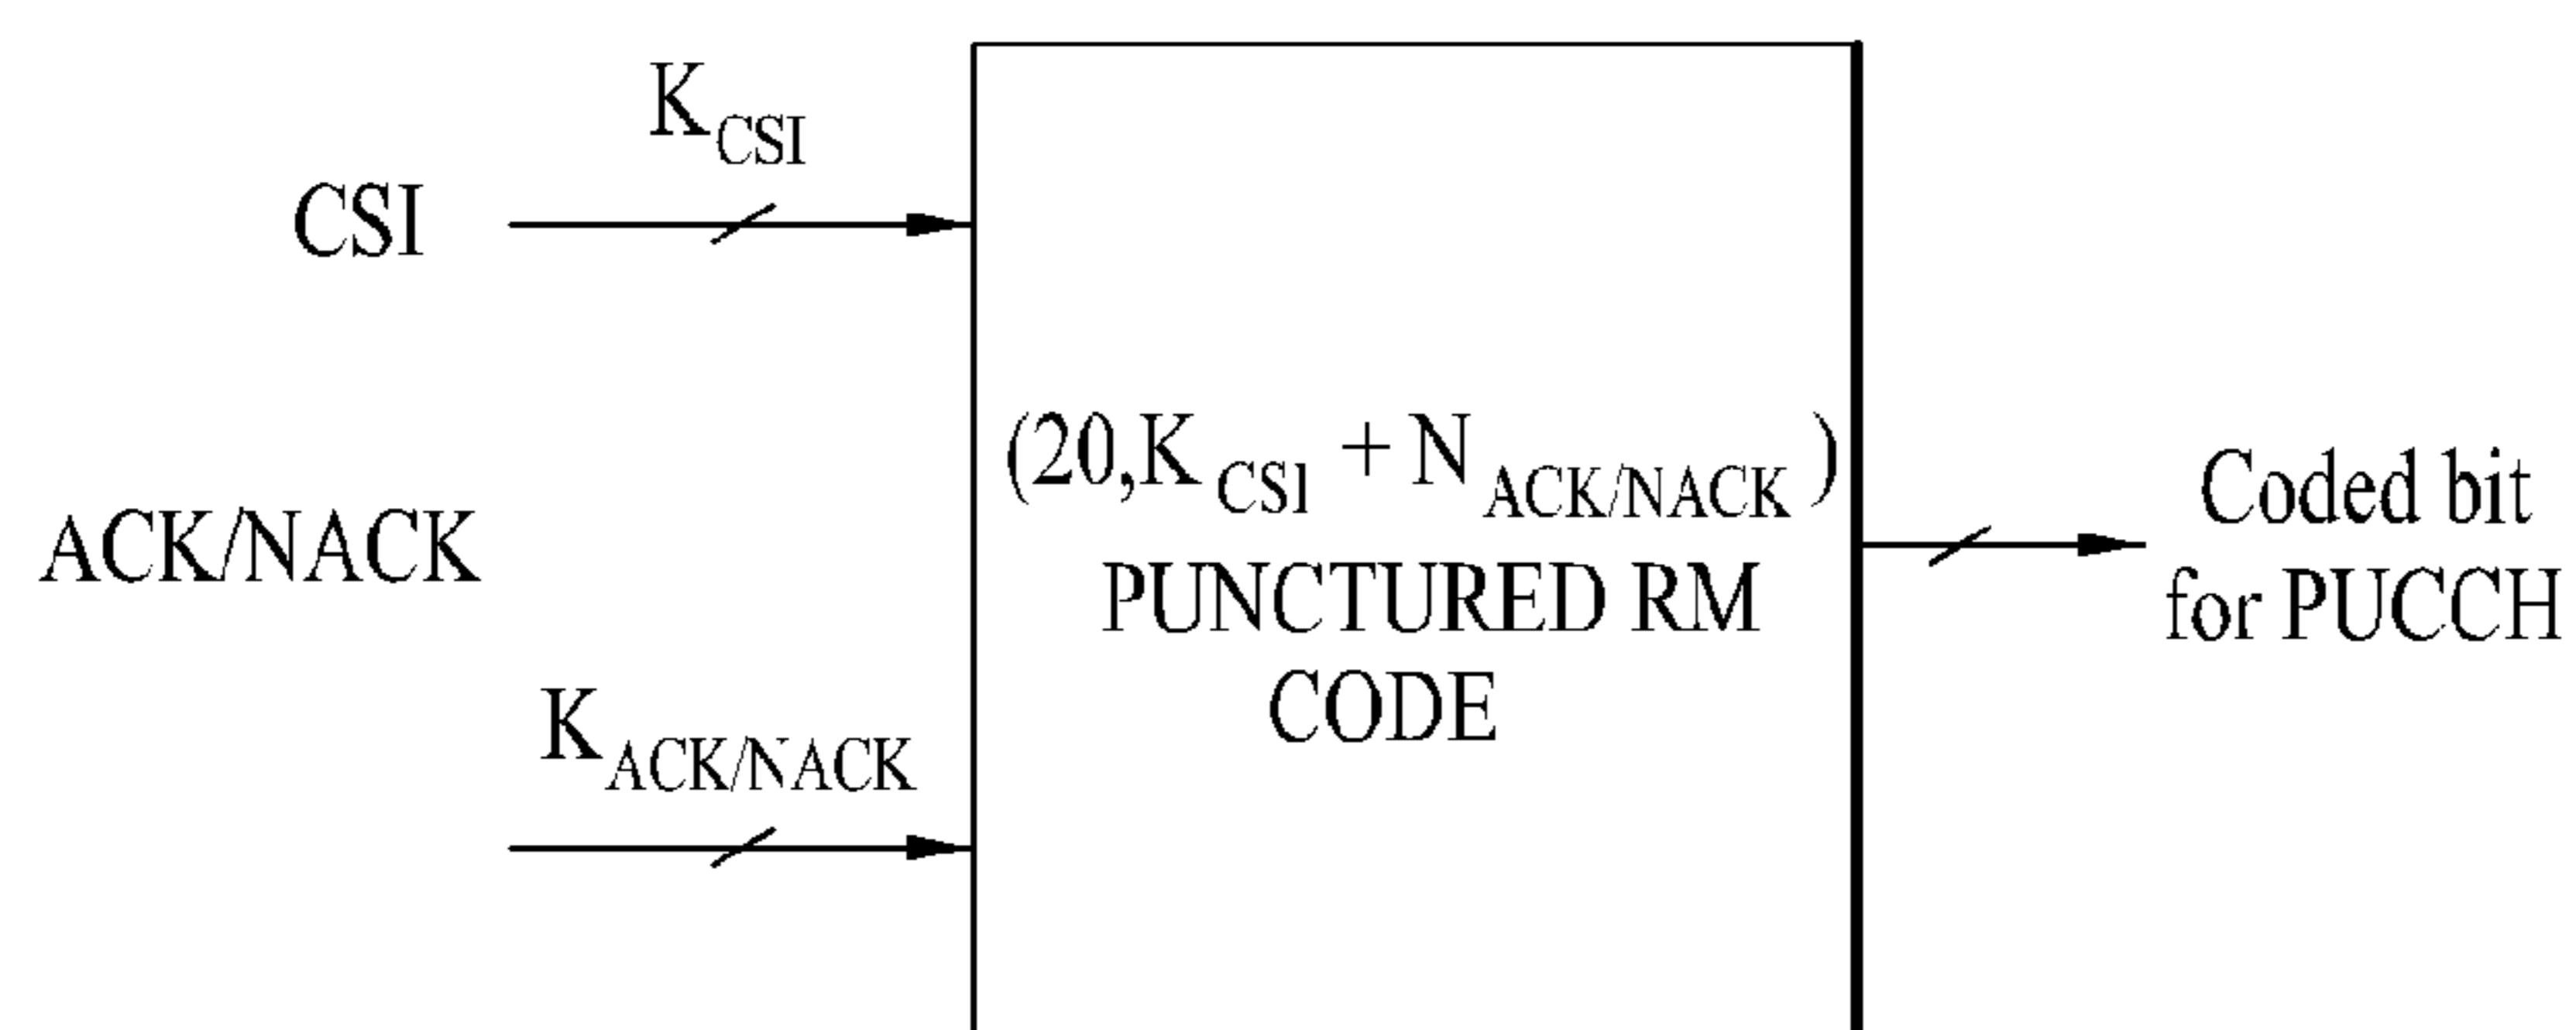 K_CSI
CSI
ACK/NACK
K_ACK/NACK
(20,K_CSI + N_ACK/NACK)
PUNCTURED RM
CODE
Coded bit
for PUCCH